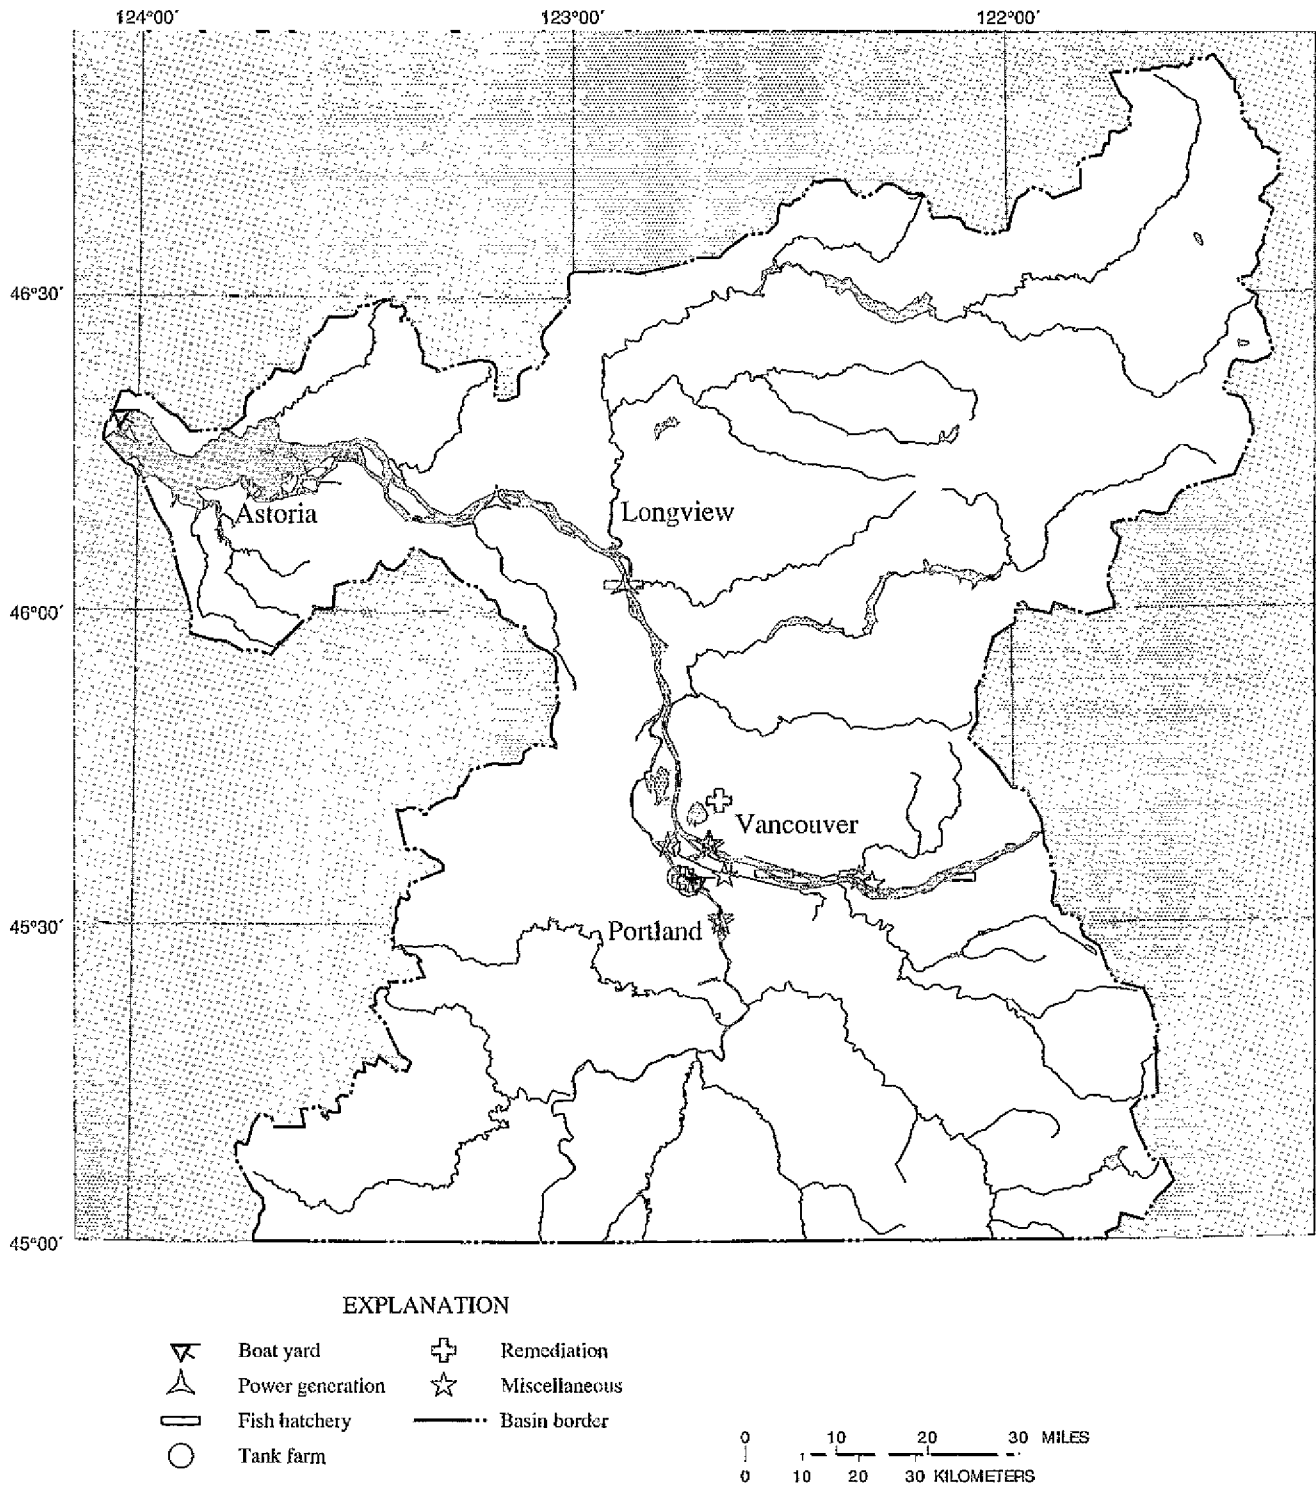 124°00′ 123°00′ 122°00′
46°30′
Astoria
Longview
46°00′
Vancouver
45°30′
Portland
45°00′
EXPLANATION
Boat yard
Remediation
Power generation
Miscellaneous
Fish hatchery
Basin border
Tank farm
0 10 20 30 MILES
0 10 20 30 KILOMETERS